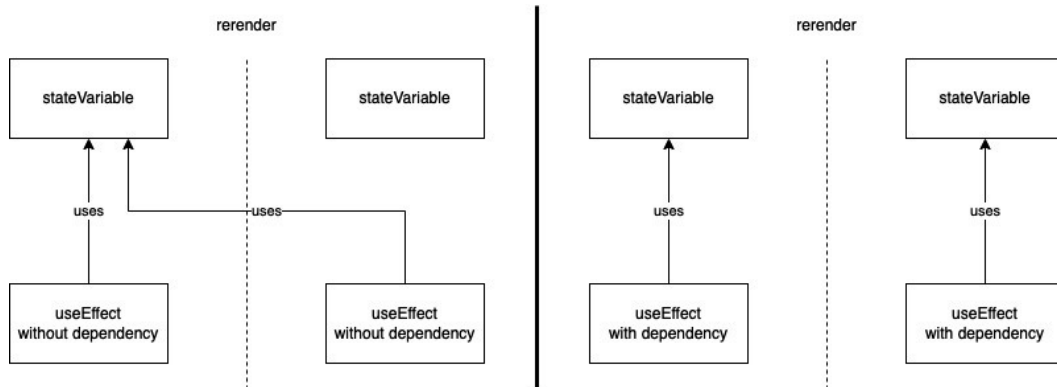 rerender
rerender
stateVariable
stateVariable
stateVariable
stateVariable
uses
uses
uses
uses
useEffect
without dependency
useEffect
without dependency
useEffect
with dependency
useEffect
with dependency